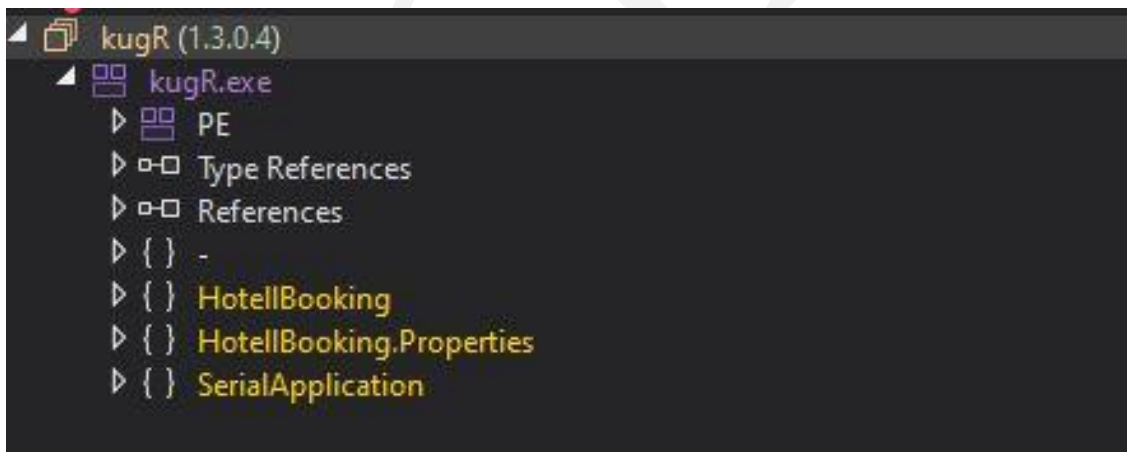 kugR (1.3.0.4)
kugR.exe
PE
Type References
References
{ } -
{ } HotellBooking
{ } HotellBooking.Properties
{ } SerialApplication